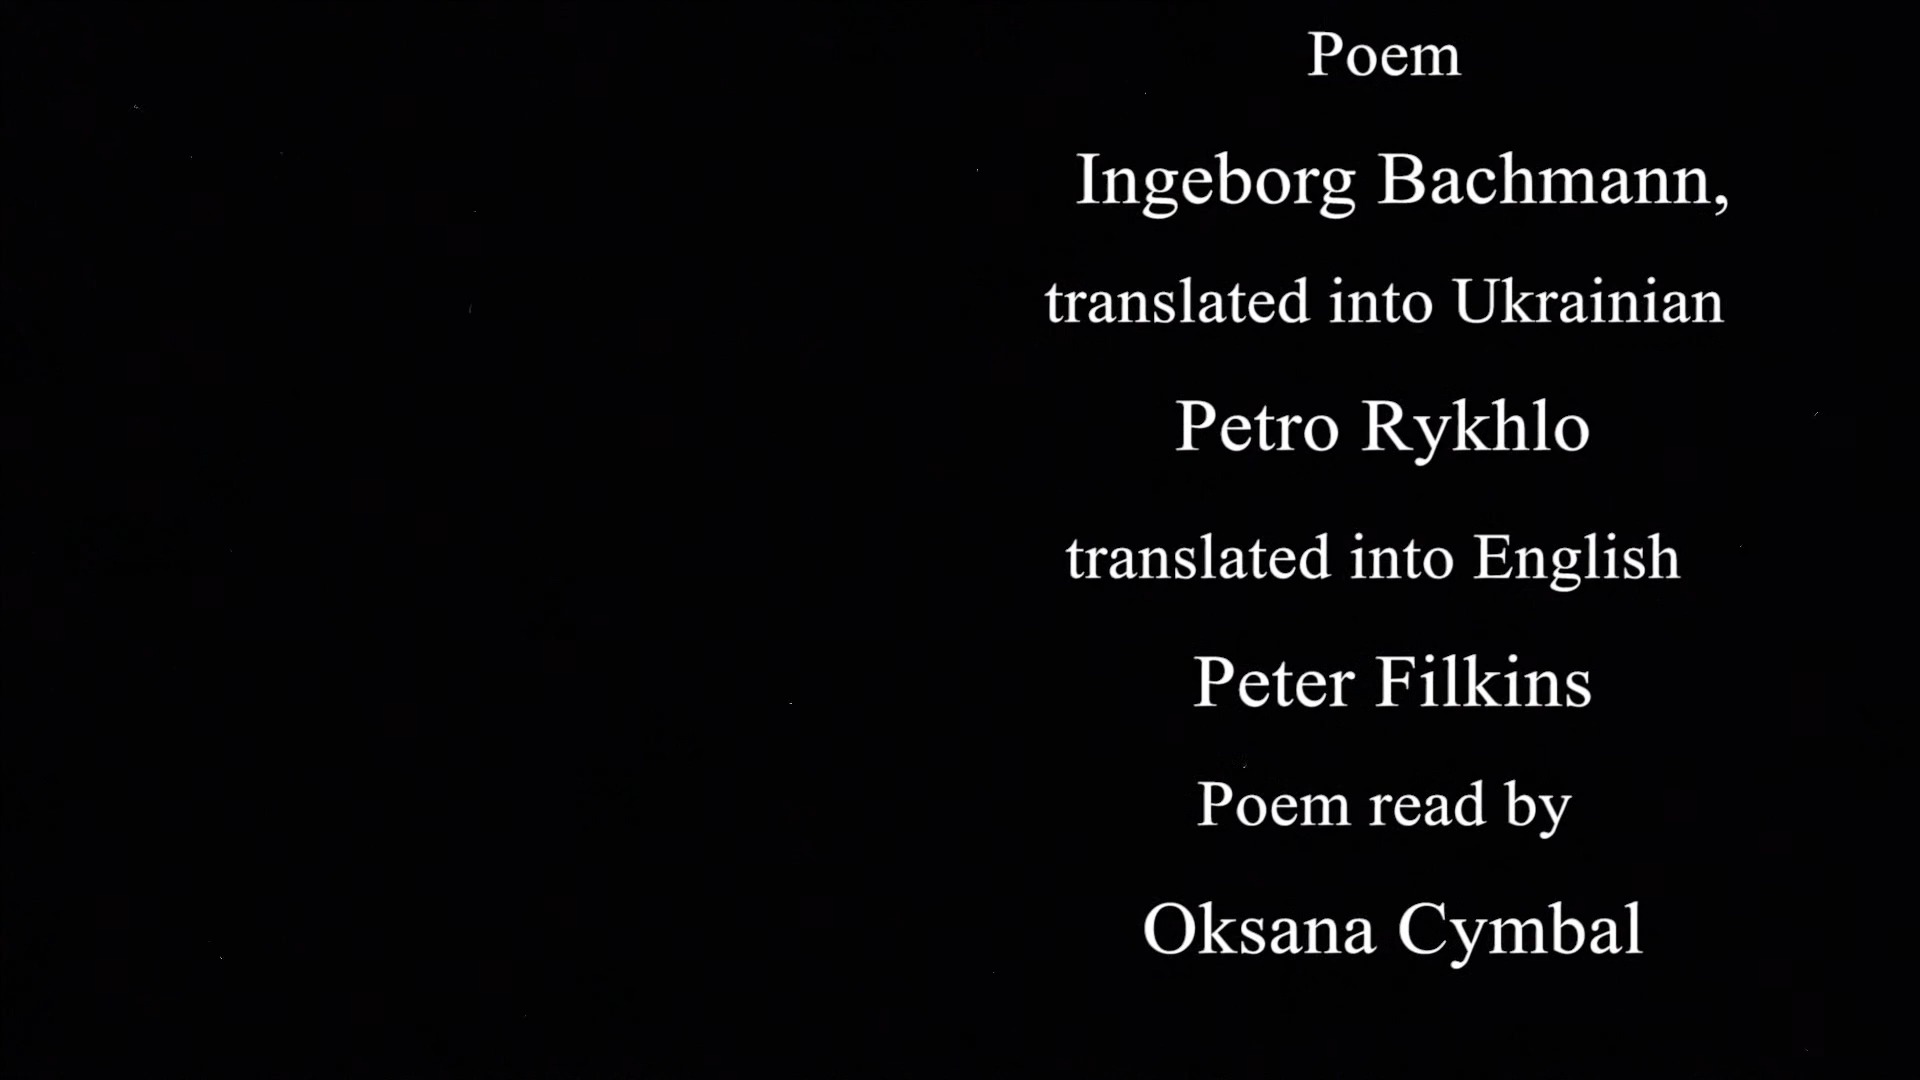 Poem
Ingeborg Bachmann,
translated into Ukrainian
Petro Rykhlo
translated into English
Peter Filkins
Poem read by
Oksana Cymbal